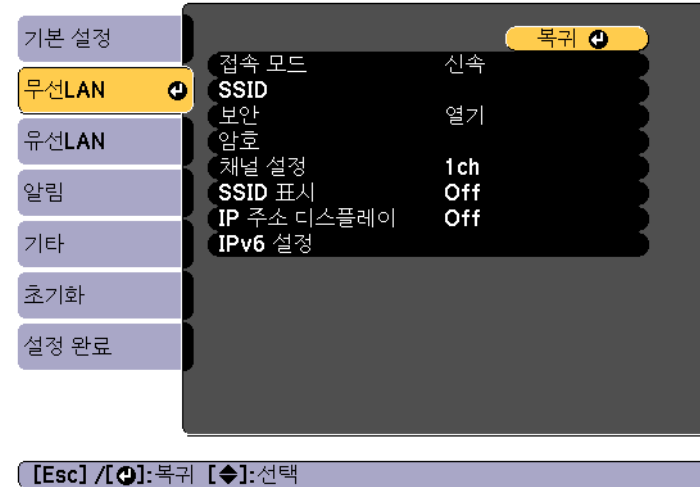 기본 설정
무선LAN
유선LAN
알림
기타
초기화
설정 완료
복귀
접속 모드 신속
SSID
보안 열기
암호
채널 설정 1ch
SSID 표시 Off
IP 주소 디스플레이 Off
IPv6 설정
[Esc] /[⏎]:복귀 [◆]:선택